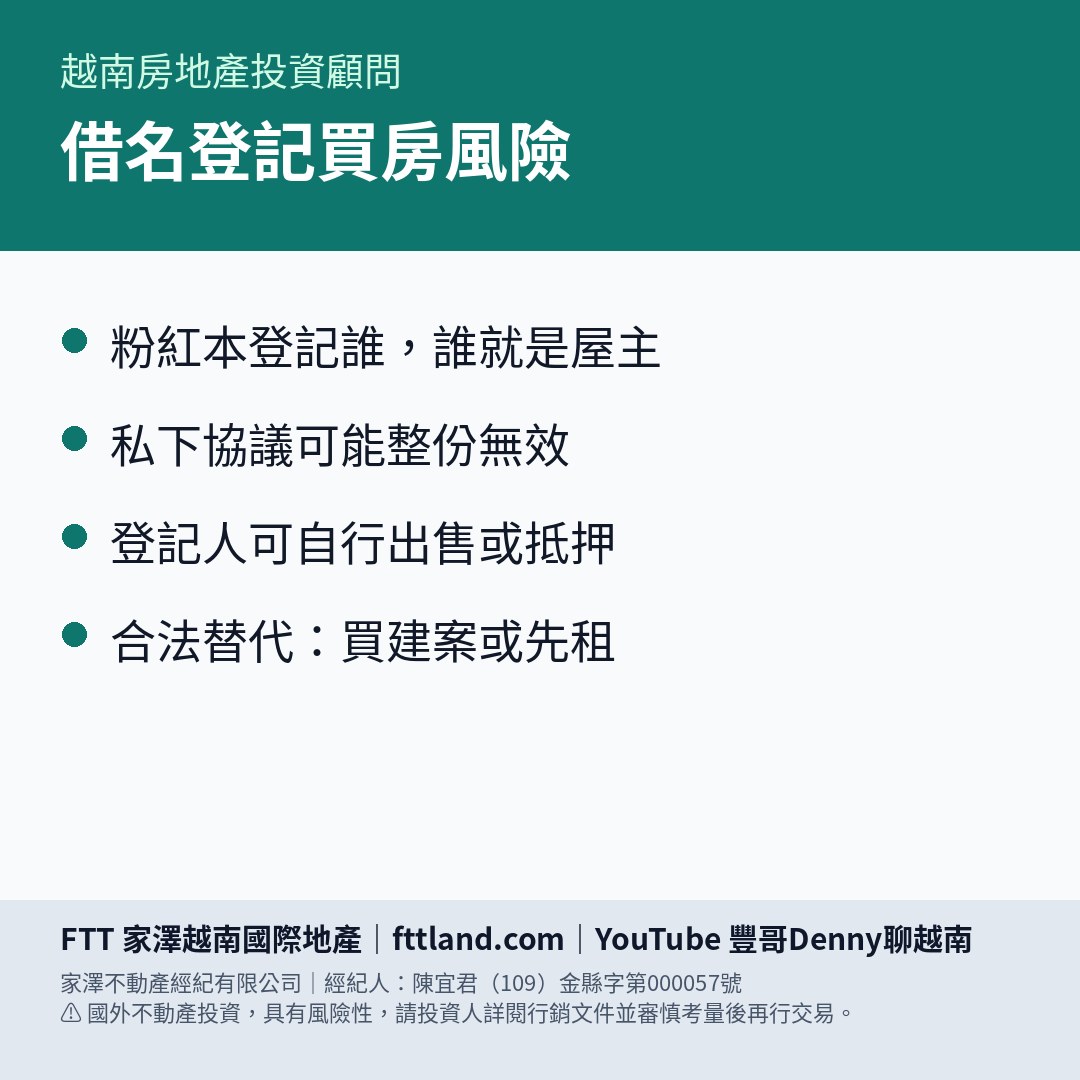 越南房地產投資顧問
借名登記買房風險
粉紅本登記誰，誰就是屋主
私下協議可能整份無效
登記人可自行出售或抵押
合法替代：買建案或先租
FTT 家澤越南國際地產｜fttland.com｜YouTube 豐哥Denny聊越南
家澤不動產經紀有限公司｜經紀人：陳宜君（109）金縣字第000057號
⚠ 國外不動產投資，具有風險性，請投資人詳閱行銷文件並審慎考量後再行交易。